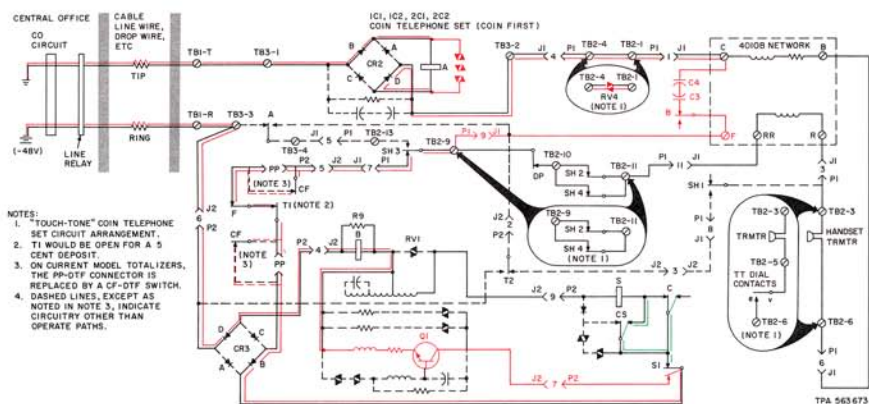 CENTRAL OFFICE
CABLE
LINE WIRE,
DROP WIRE,
ETC
1C1, 1C2, 2C1, 2C2
COIN TELEPHONE SET (COIN FIRST)
CO
CIRCUIT
TB1-T
TB3-1
TIP
B
A
C
D
CR2
A
TB3-2
J1
4
P1
TB2-4
TB2-1
P1
1
J1
TB2-4
TB2-1
RV4
(NOTE 1)
4010B NETWORK
C
B
C4
C3
B
F
RR
R
TB1-R
TB3-3
A
RING
(-48V)
LINE
RELAY
TB3-4
J1
5
P1
TB2-13
SH 3
TB2-9
P1
9
J1
P2
PP
5
J2
J1
7
P1
(NOTE 3)
CF
TB2-10
DP
SH 2
SH 4
TB2-11
P1
11
J1
SH 1
J1
3
P1
TB2-9
SH 2
TB2-11
SH 4
(NOTE 1)
F
T1 (NOTE 2)
CF
(NOTE
3)
PP
J2
6
P2
P2
4
J2
R9
B
RV1
J2
2
P2
T2
P1
8
J1
J2
3
P2
TB2-3
TB2-3
TRMTR
HANDSET
TRMTR
TB2-5
TT DIAL
CONTACTS
TB2-6
TB2-6
(NOTE 1)
P1
6
J1
NOTES:
1. "TOUCH-TONE" COIN TELEPHONE
SET CIRCUIT ARRANGEMENT.
2. T1 WOULD BE OPEN FOR A 5
CENT DEPOSIT.
3. ON CURRENT MODEL TOTALIZERS,
THE PP-DTF CONNECTOR IS
REPLACED BY A CF-DTF SWITCH.
4. DASHED LINES, EXCEPT AS
NOTED IN NOTE 3, INDICATE
CIRCUITRY OTHER THAN
OPERATE PATHS.
D
C
CR3
A
B
J2
9
P2
S
C
CS
S1
Q1
J2
7
P2
TPA 563673